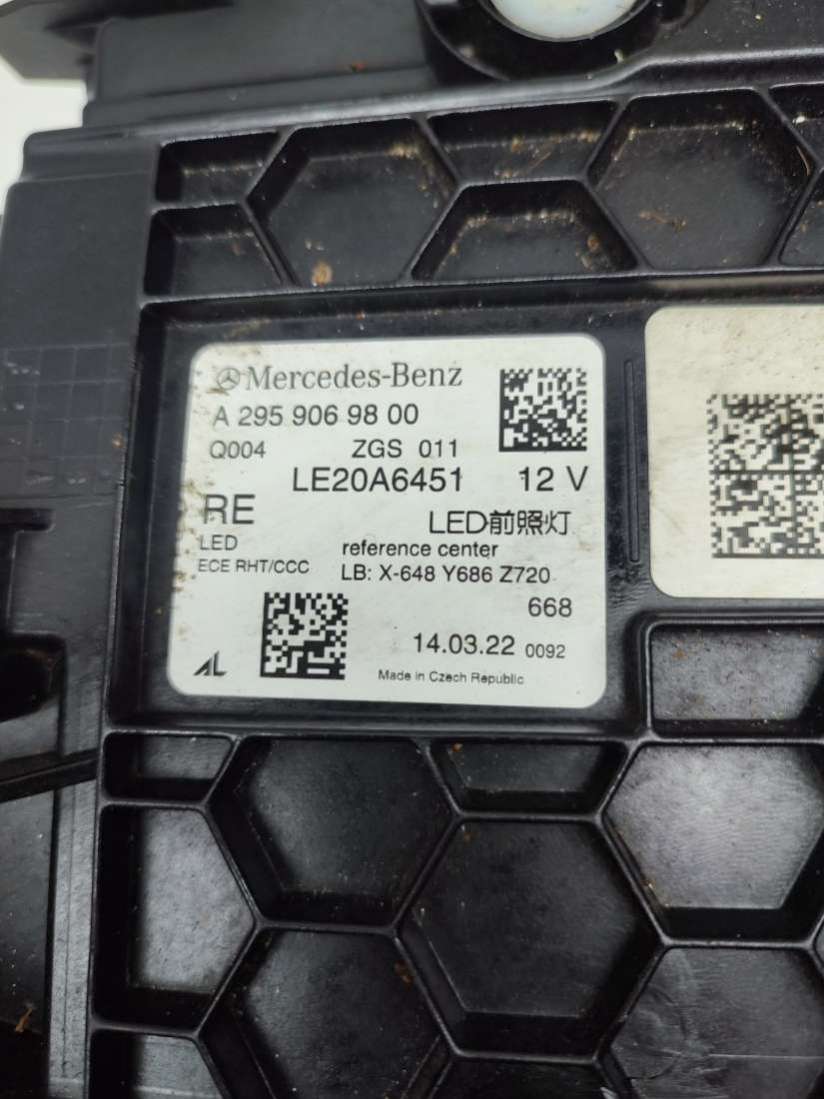 Mercedes-Benz
A 295 906 98 00
Q004 ZGS 011
LE20A6451 12 V
RE LED前照灯
LED reference center
ECE RHT/CCC LB: X-648 Y686 Z720
668
14.03.22 0092
AL Made in Czech Republic